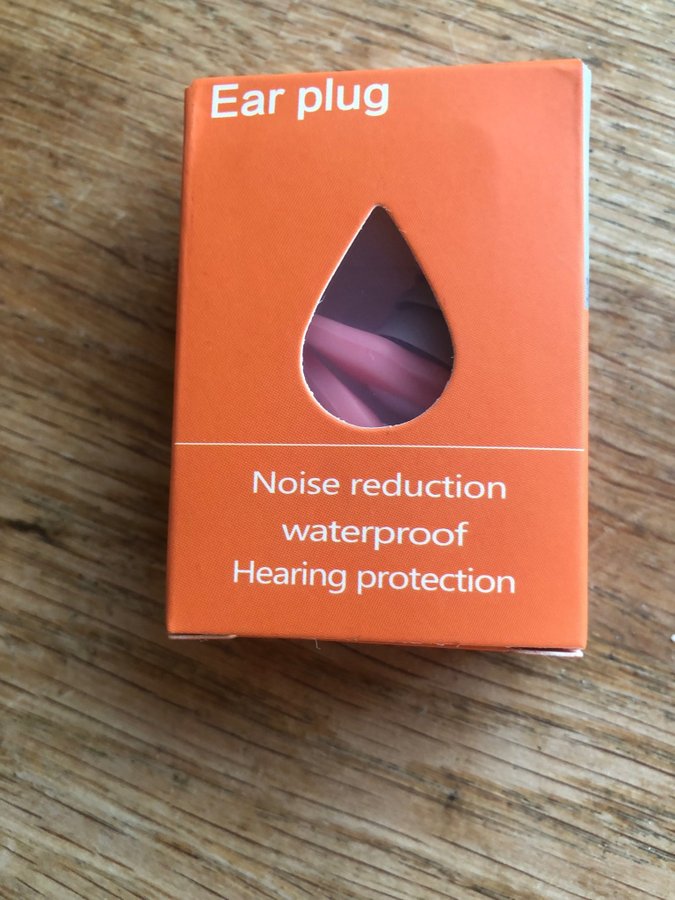 Ear plug
Noise reduction
waterproof
Hearing protection